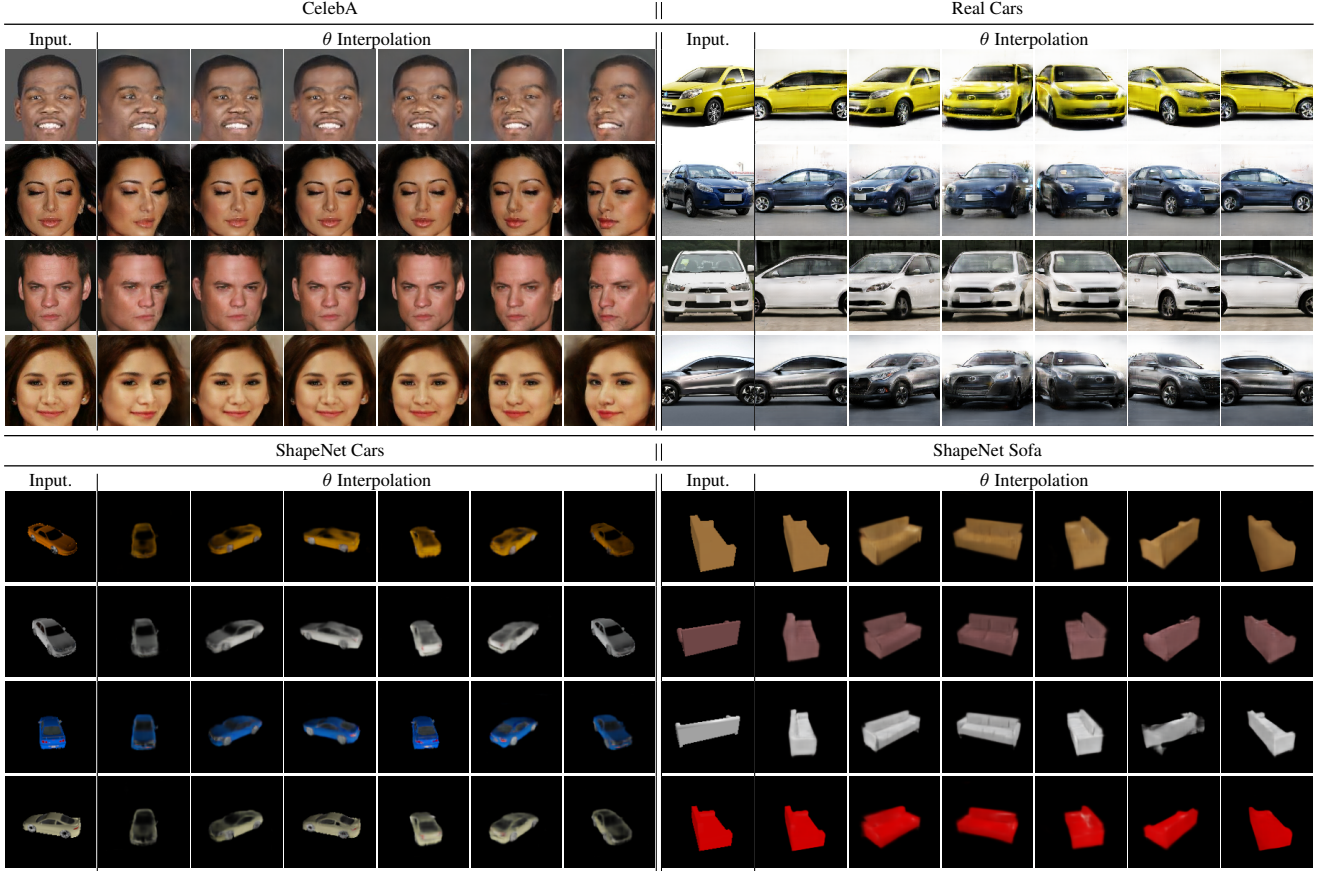 CelebA
Real Cars
Input.
θ Interpolation
Input.
θ Interpolation
ShapeNet Cars
ShapeNet Sofa
Input.
θ Interpolation
Input.
θ Interpolation